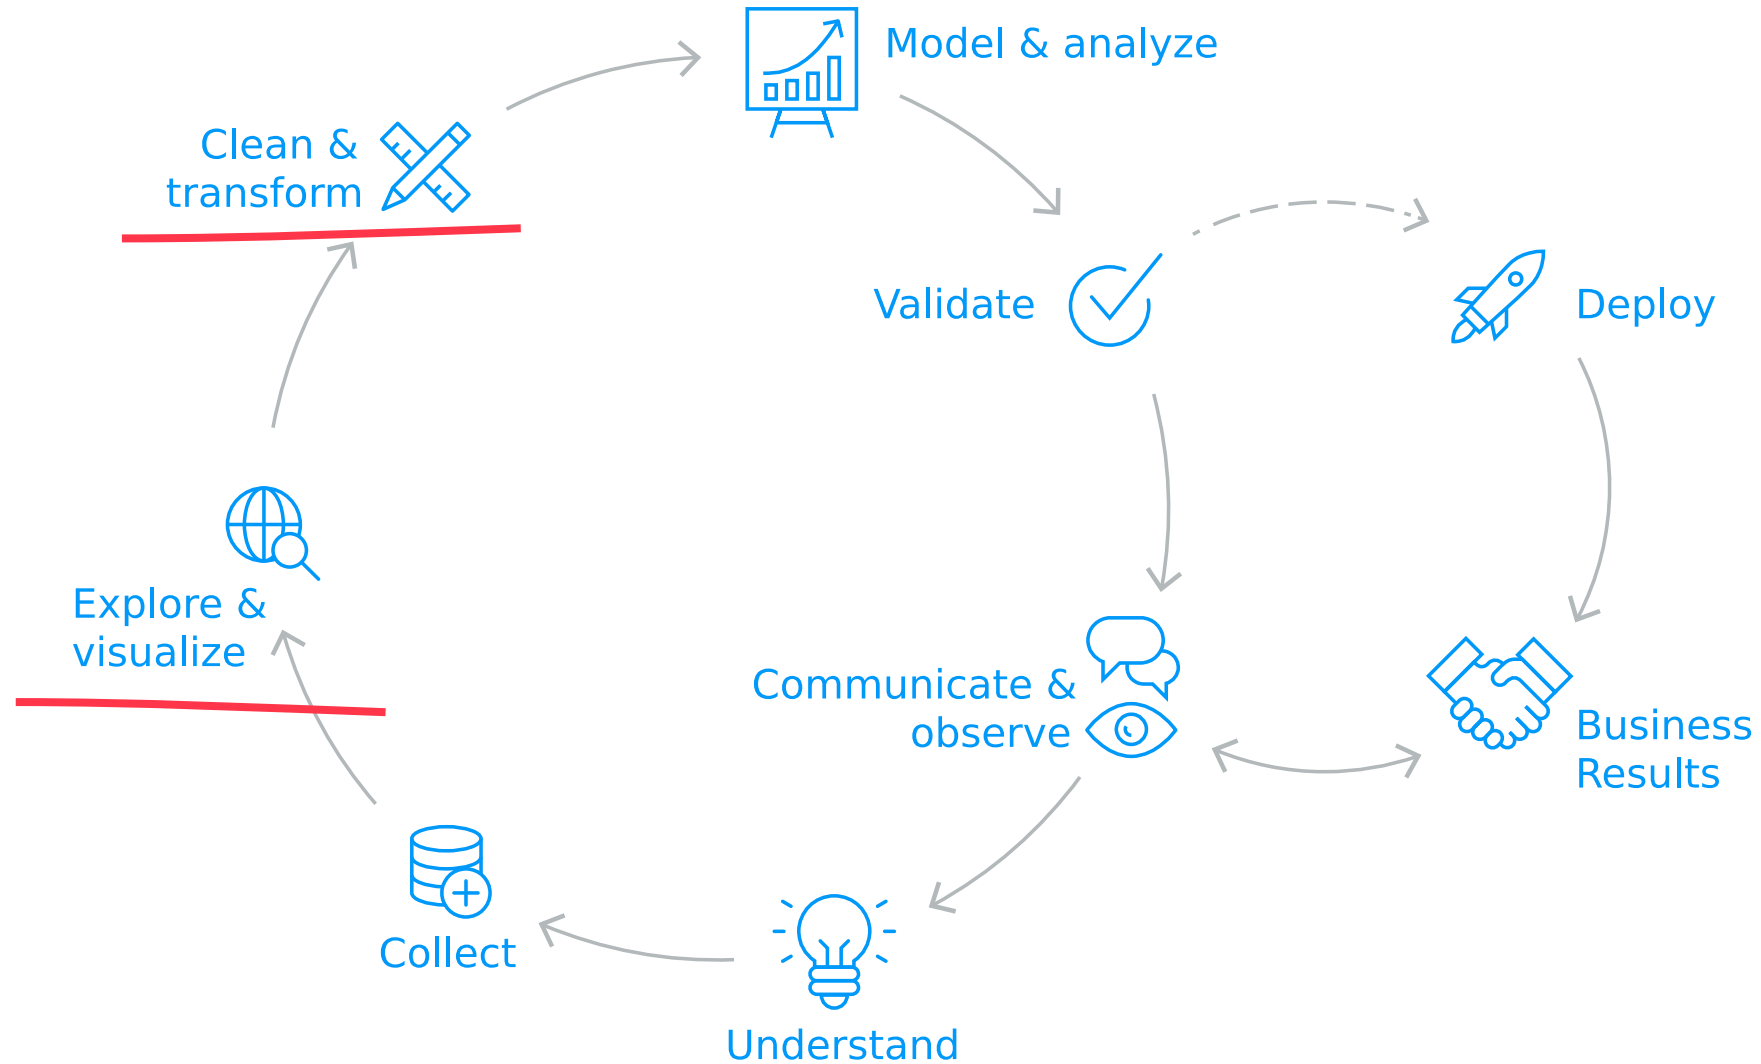 Model & analyze
Clean &
transform
Validate
Deploy
Explore &
visualize
Communicate &
observe
Business
Results
Collect
Understand